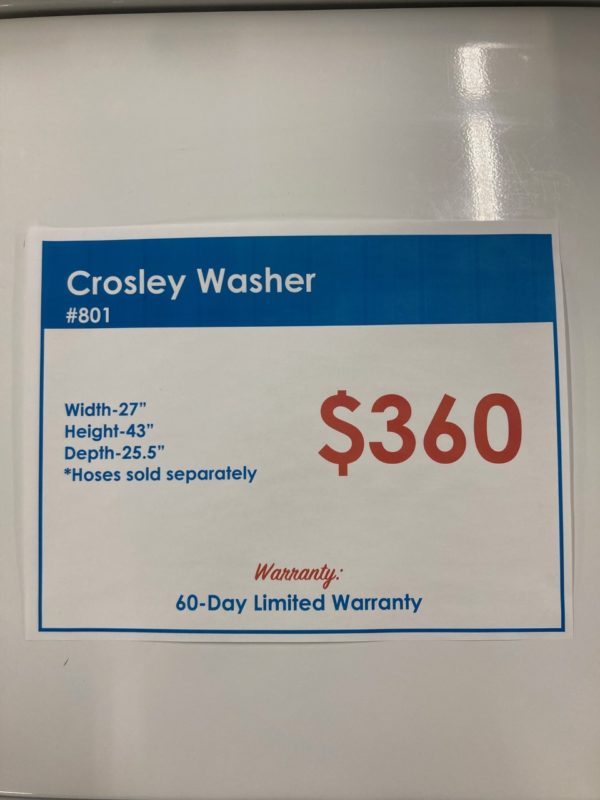 Crosley Washer
#801
Width-27”
Height-43”
Depth-25.5”
*Hoses sold separately
$360
Warranty:
60-Day Limited Warranty